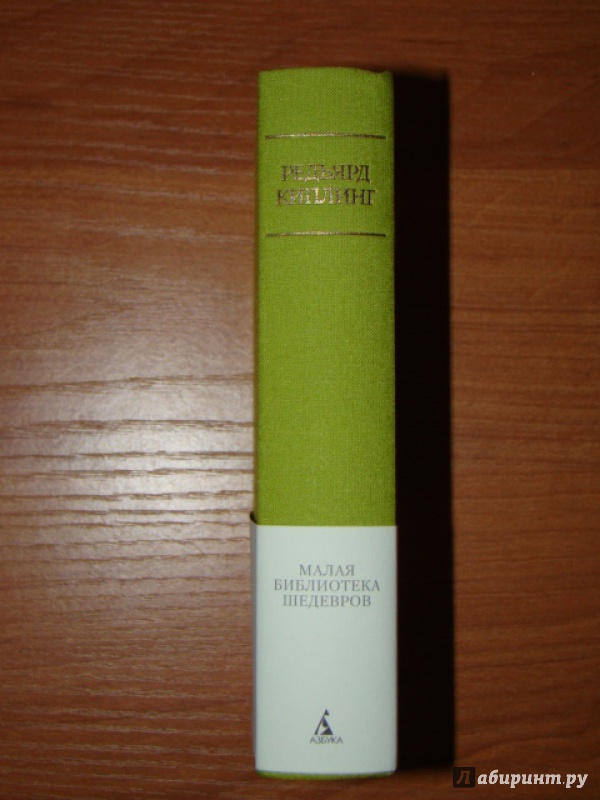 РЕДЬЯРД
КИПЛИНГ
МАЛАЯ
БИБЛИОТЕКА
ШЕДЕВРОВ
АЗБУКА
Лабиринт.ру